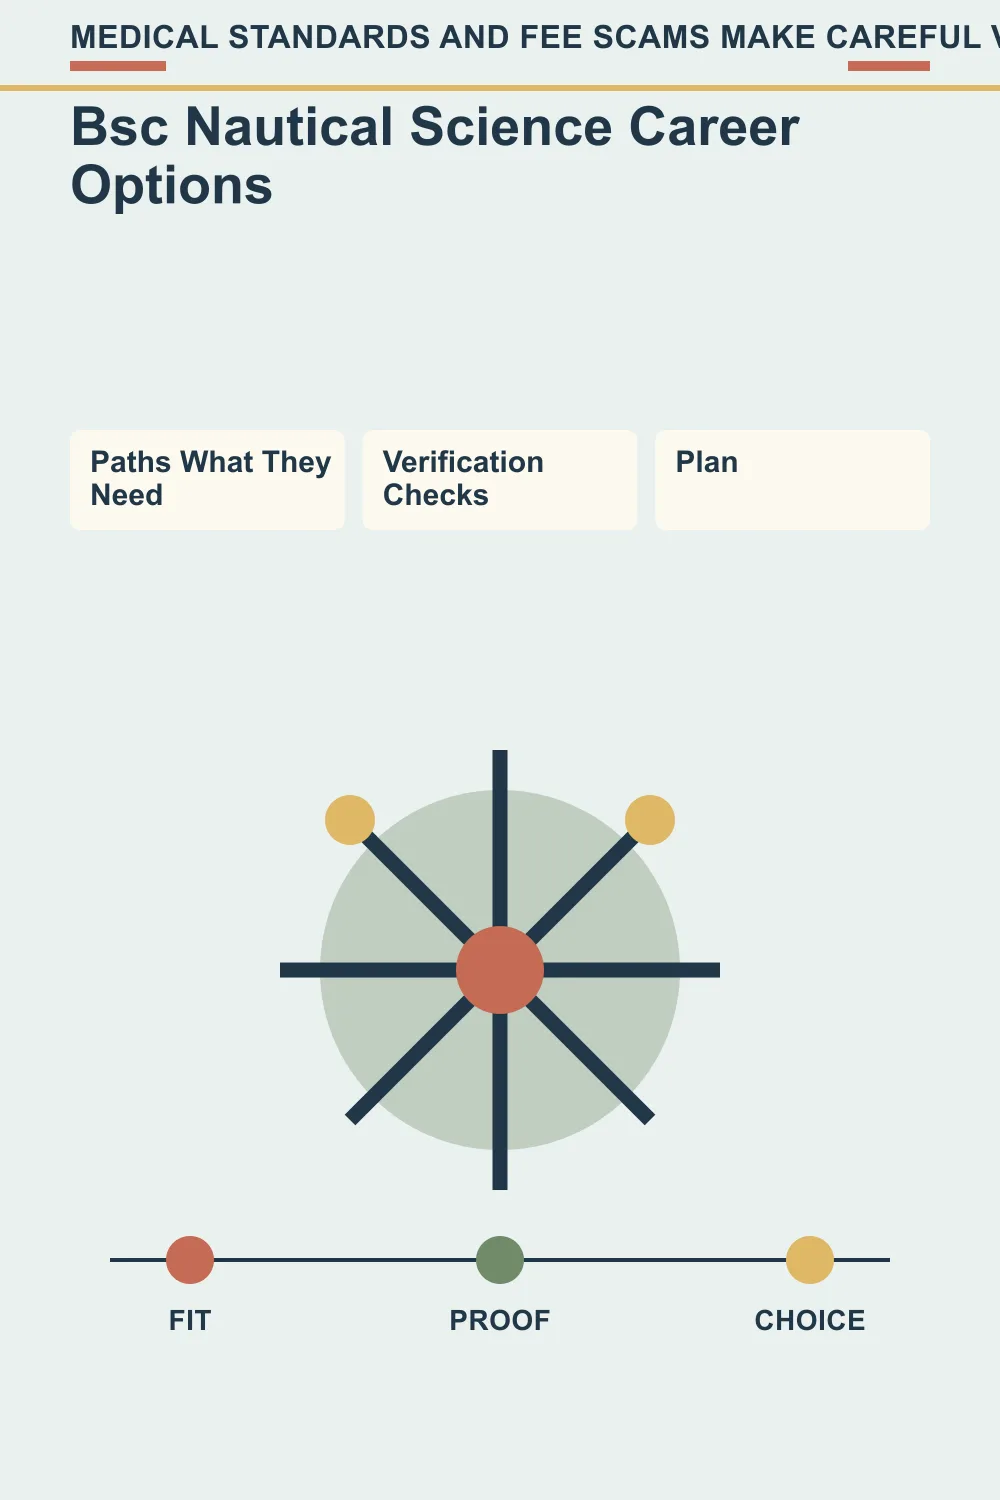 MEDICAL STANDARDS AND FEE SCAMS MAKE CAREFUL
Bsc Nautical Science Career
Options
Paths What They
Need
Verification
Checks
Plan
FIT
PROOF
CHOICE